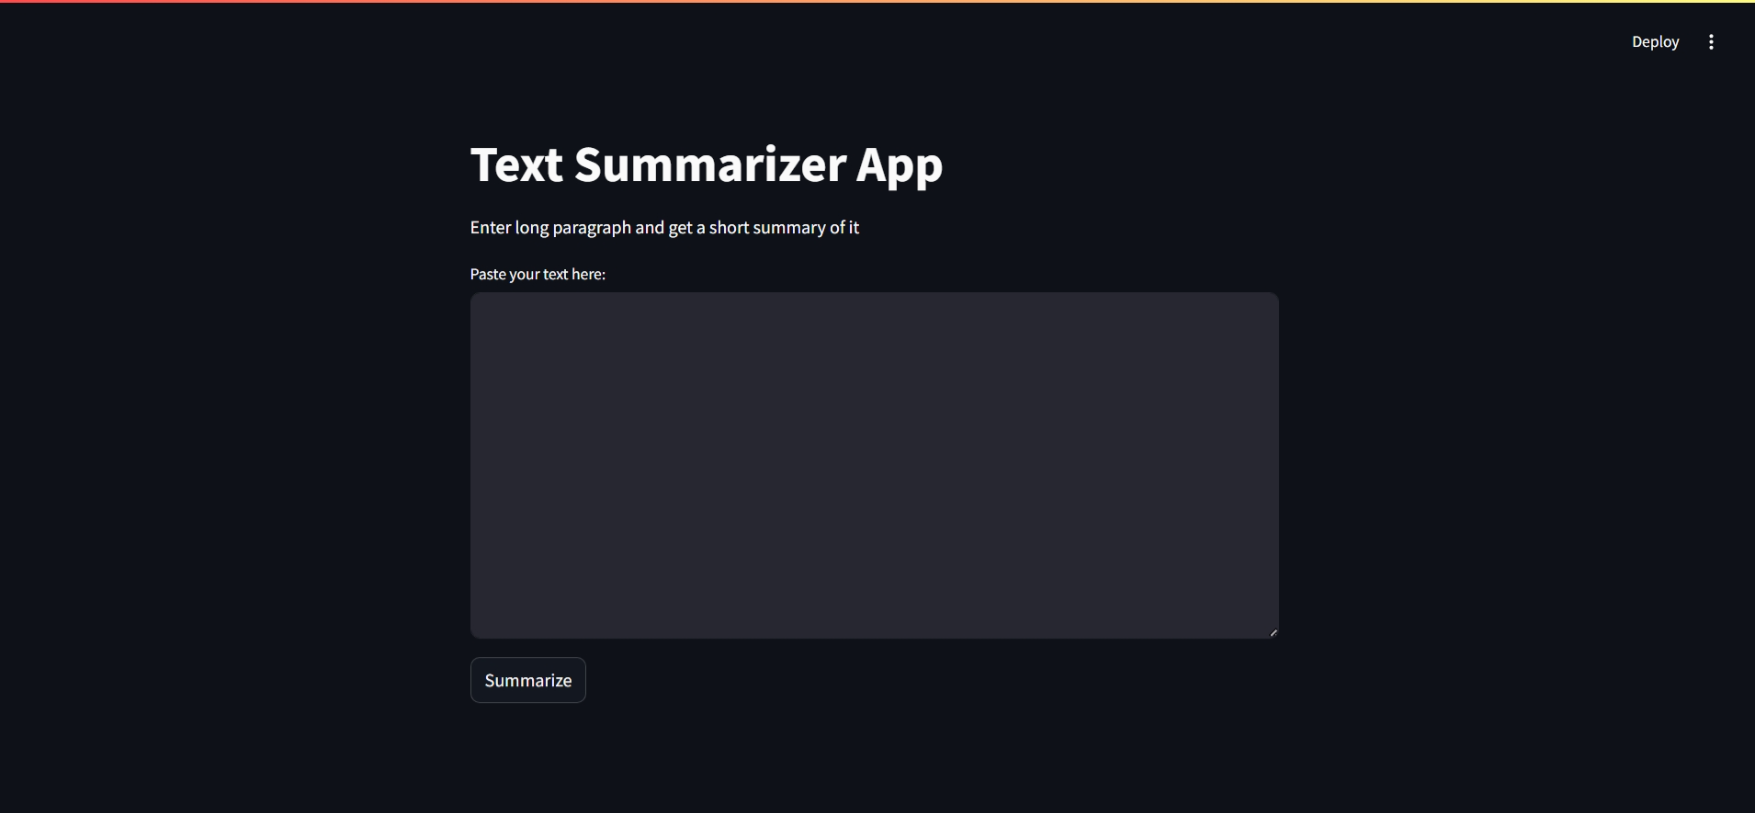 Deploy
Text Summarizer App
Enter long paragraph and get a short summary of it
Paste your text here:
Summarize